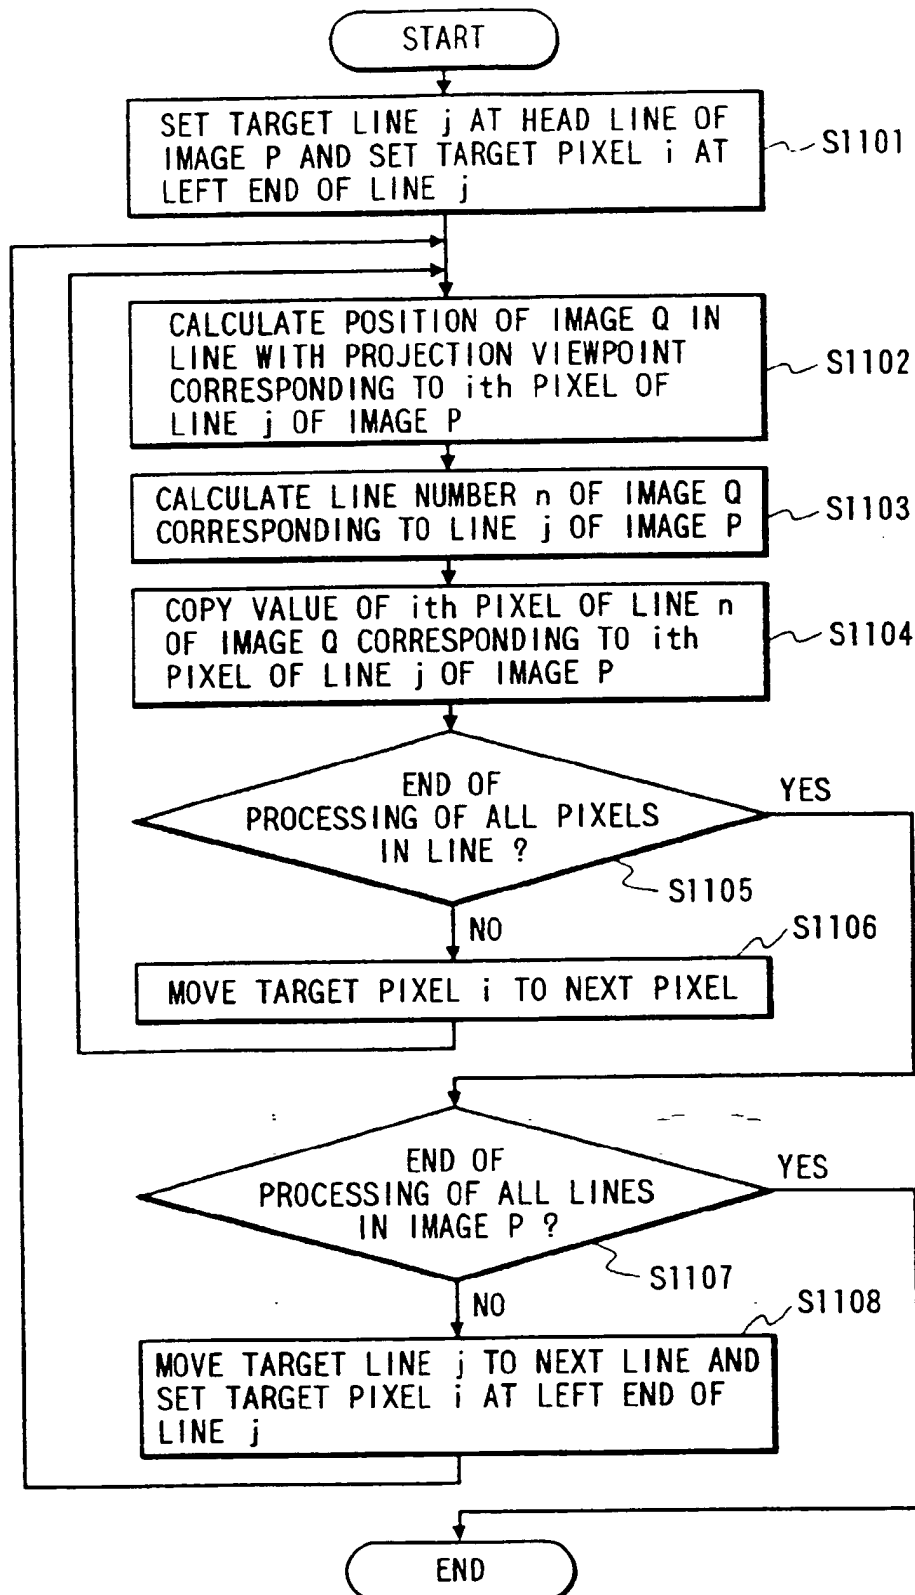 START
SET TARGET LINE j AT HEAD LINE OF
IMAGE P AND SET TARGET PIXEL i AT
LEFT END OF LINE j
S1101
CALCULATE POSITION OF IMAGE Q IN
LINE WITH PROJECTION VIEWPOINT
CORRESPONDING TO ith PIXEL OF
LINE j OF IMAGE P
S1102
CALCULATE LINE NUMBER n OF IMAGE Q
CORRESPONDING TO LINE j OF IMAGE P
S1103
COPY VALUE OF ith PIXEL OF LINE n
OF IMAGE Q CORRESPONDING TO ith
PIXEL OF LINE j OF IMAGE P
S1104
END OF
PROCESSING OF ALL PIXELS
IN LINE ?
YES
S1105
NO
S1106
MOVE TARGET PIXEL i TO NEXT PIXEL
END OF
PROCESSING OF ALL LINES
IN IMAGE P ?
YES
S1107
NO
S1108
MOVE TARGET LINE j TO NEXT LINE AND
SET TARGET PIXEL i AT LEFT END OF
LINE j
END